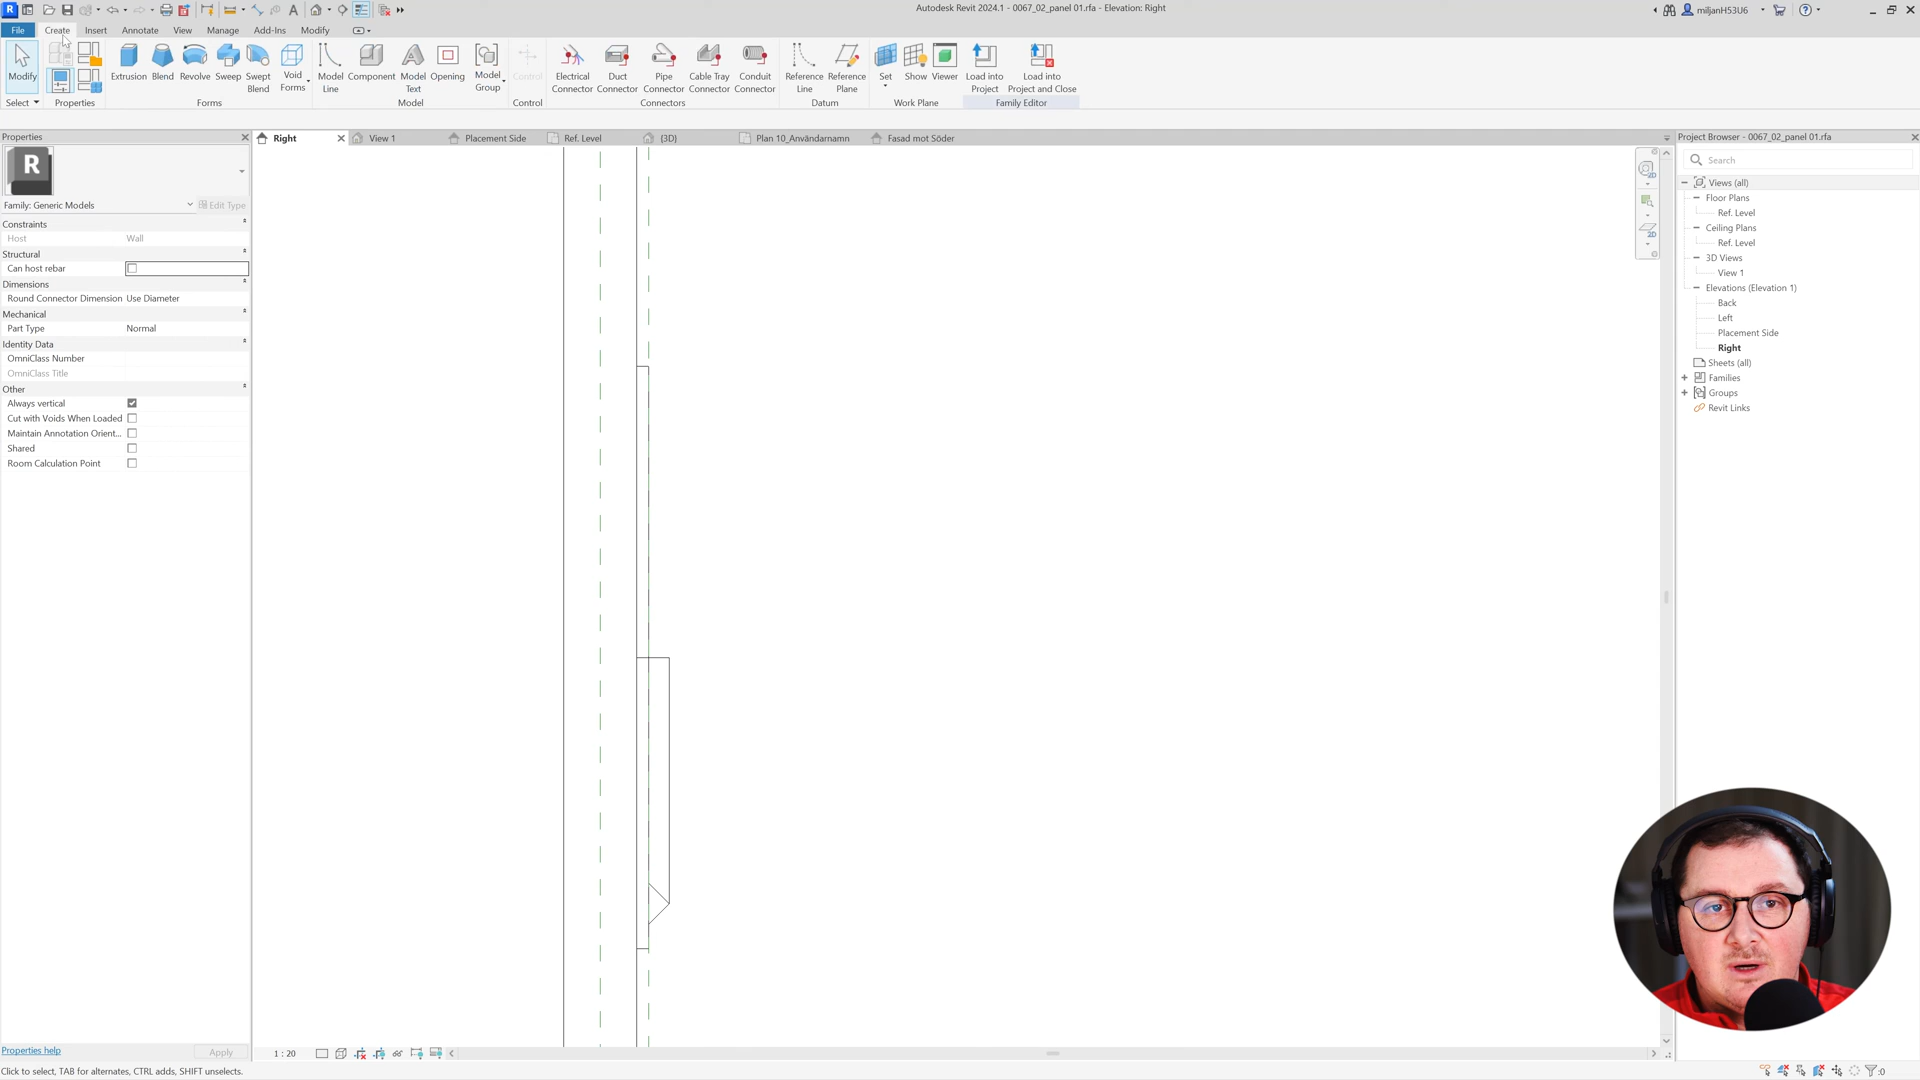 Autodesk Revit 2024.1 - 0067_02_panel 01.rfa - Elevation: Right
miljanH53U6
File Create Insert Annotate View Manage Add-Ins Modify
Modify
Extrusion Blend Revolve Sweep Swept Blend Void Forms
Model Line Component Model Text Opening Model Group
Control
Electrical Connector Duct Connector Pipe Connector Cable Tray Connector Conduit Connector
Reference Line Reference Plane
Set Show Viewer
Load into Project Load into Project and Close
Select Properties Forms Model Control Connectors Datum Work Plane Family Editor
Properties
Right View 1 Placement Side Ref. Level {3D} Plan 10_Användarnamn Fasad mot Söder
Project Browser - 0067_02_panel 01.rfa
R
Family: Generic Models Edit Type
Constraints
Host Wall
Structural
Can host rebar
Dimensions
Round Connector Dimension Use Diameter
Mechanical
Part Type Normal
Identity Data
OmniClass Number
OmniClass Title
Other
Always vertical
Cut with Voids When Loaded
Maintain Annotation Orient...
Shared
Room Calculation Point
Properties help Apply
Search
Views (all)
Floor Plans
Ref. Level
Ceiling Plans
Ref. Level
3D Views
View 1
Elevations (Elevation 1)
Back
Left
Placement Side
Right
Sheets (all)
Families
Groups
Revit Links
1 : 20
Click to select, TAB for alternates, CTRL adds, SHIFT unselects.
:0